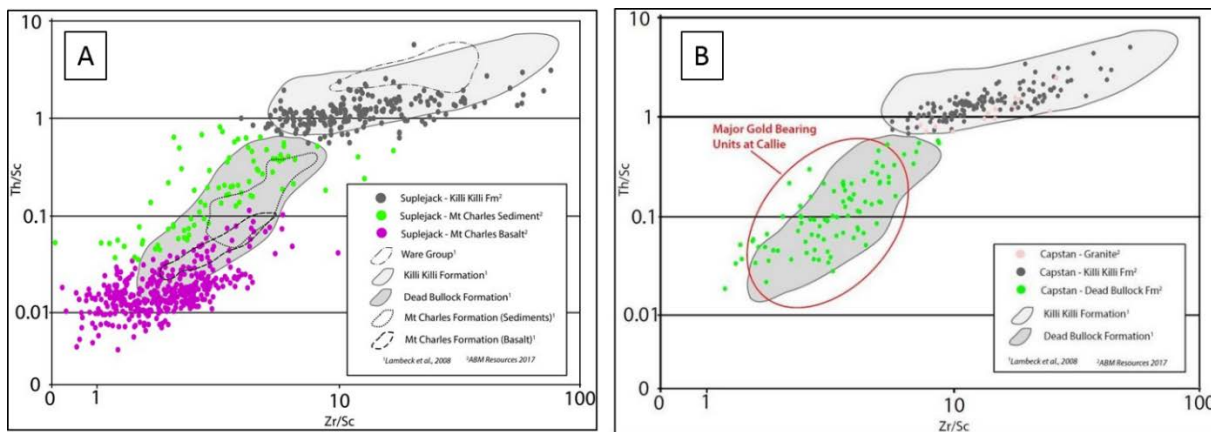 A
10
1
0.1
0.01
0
Th/Sc
0
1
10
100
Zr/Sc
Suplejack - Killi Killi Fm²
Suplejack - Mt Charles Sediment²
Suplejack - Mt Charles Basalt²
Ware Group¹
Killi Killi Formation¹
Dead Bullock Formation¹
Mt Charles Formation (Sediments)¹
Mt Charles Formation (Basalt)¹
¹Lambeck et al., 2008 ²ABM Resources 2017
B
10
1
0.1
0.01
0
Th/Sc
0
1
10
100
Zr/Sc
Major Gold Bearing
Units at Callie
Capstan - Granite²
Capstan - Killi Killi Fm²
Capstan - Dead Bullock Fm²
Killi Killi Formation¹
Dead Bullock Formation¹
¹Lambeck et al., 2008 ²ABM Resources 2017